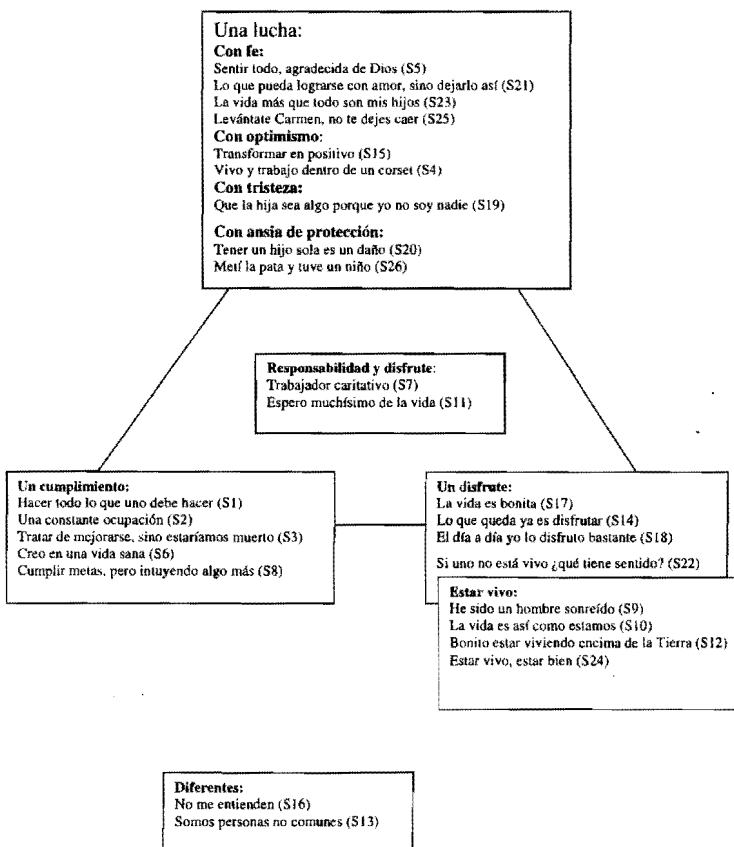 Una lucha:
Con fe:
Sentir todo, agradecida de Dios (S5)
Lo que pueda lograrse con amor, sino dejarlo así (S21)
La vida más que todo son mis hijos (S23)
Levántate Carmen, no te dejes caer (S25)
Con optimismo:
Transformar en positivo (S15)
Vivo y trabajo dentro de un corset (S4)
Con tristeza:
Que la hija sea algo porque yo no soy nadie (S19)
Con ansia de protección:
Tener un hijo sola es un daño (S20)
Metí la pata y tuve un niño (S26)
Responsabilidad y disfrute:
Trabajador caritativo (S7)
Espero muchísimo de la vida (S11)
Un cumplimiento:
Hacer todo lo que uno debe hacer (S1)
Una constante ocupación (S2)
Tratar de mejorarse, sino estaríamos muerto (S3)
Creo en una vida sana (S6)
Cumplir metas, pero intuyendo algo más (S8)
Un disfrute:
La vida es bonita (S17)
Lo que queda ya es disfrutar (S14)
El día a día yo lo disfruto bastante (S18)
Si uno no está vivo ¿qué tiene sentido? (S22)
Estar vivo:
He sido un hombre sonreído (S9)
La vida es así como estamos (S10)
Bonito estar viviendo encima de la Tierra (S12)
Estar vivo, estar bien (S24)
Diferentes:
No me entienden (S16)
Somos personas no comunes (S13)